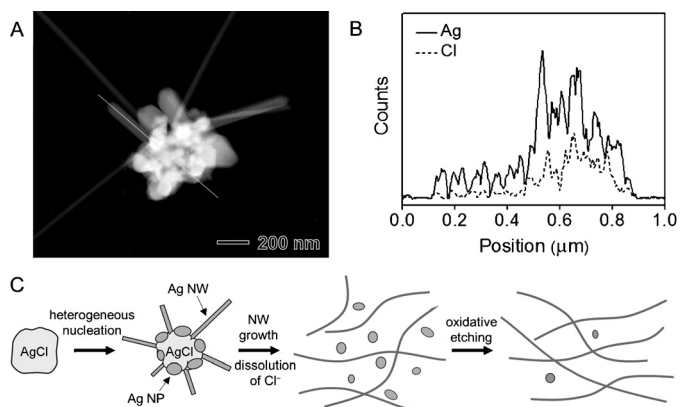 A
200 nm
B
Ag
Cl
Counts
0.0 0.2 0.4 0.6 0.8 1.0
Position (μm)
C
AgCl
heterogeneous
nucleation
Ag NW
AgCl
Ag NP
NW
growth
dissolution
of Cl⁻
oxidative
etching